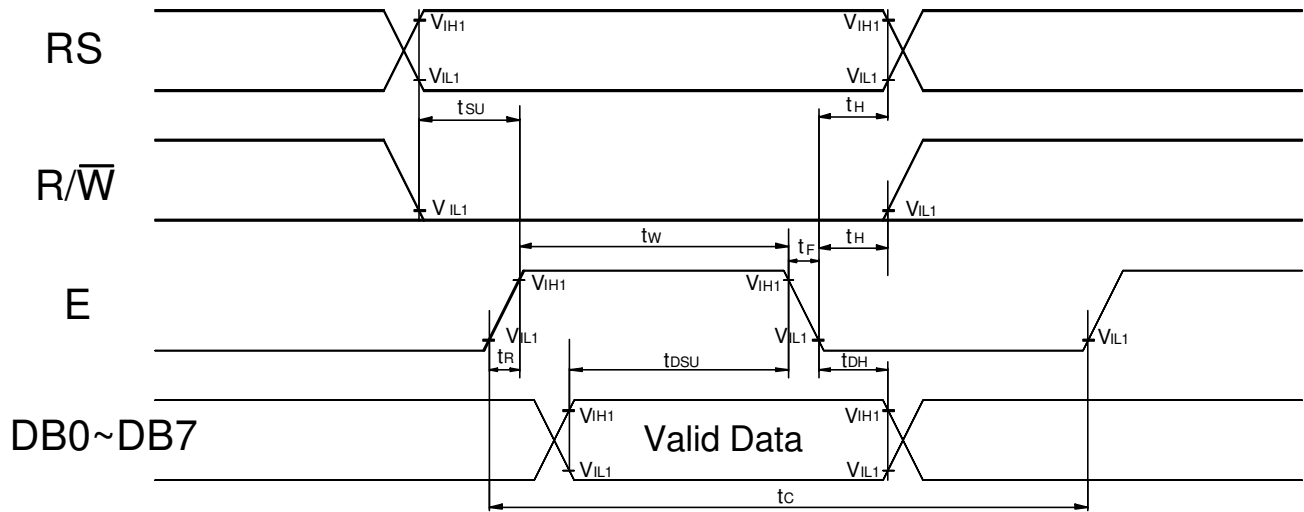 RS
VIH1
VIH1
VIL1
VIL1
tSU
tH
R/W̅
VIL1
VIL1
tW
tF
tH
E
VIH1
VIH1
VIL1
VIL1
VIL1
tR
tDSU
tDH
DB0~DB7
VIH1
Valid Data
VIH1
VIL1
VIL1
tC